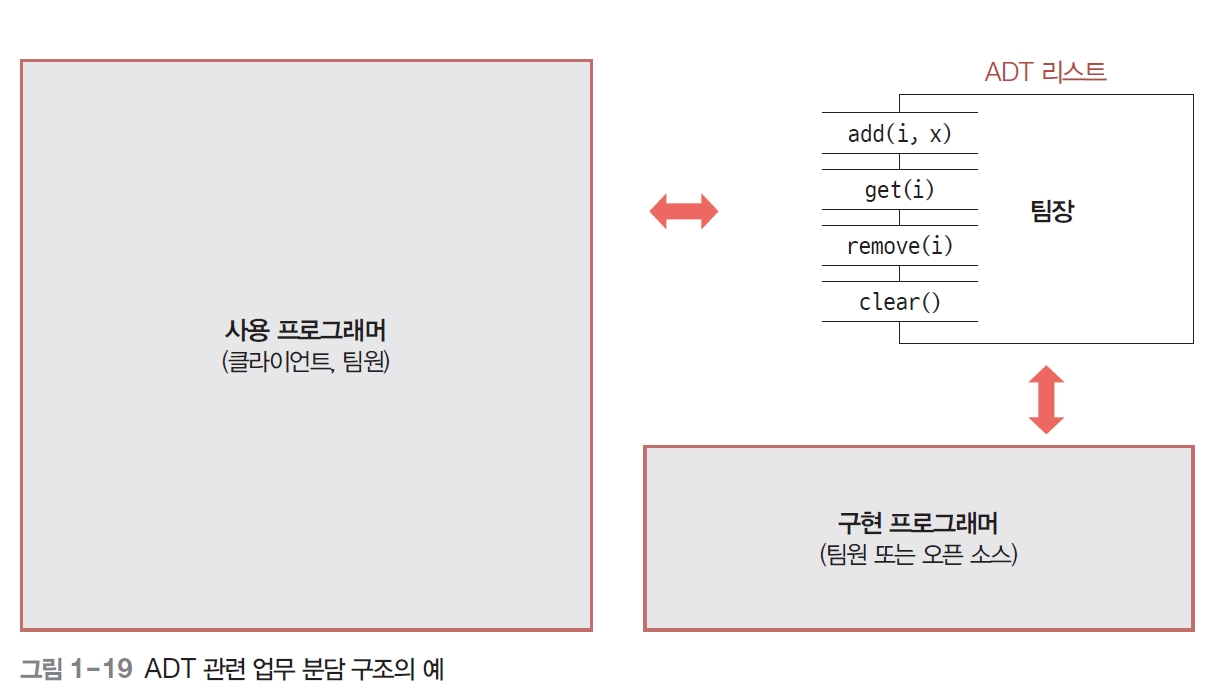 ADT 리스트
add(i, x)
get(i)
remove(i)
clear()
팀장
사용 프로그래머
(클라이언트, 팀원)
구현 프로그래머
(팀원 또는 오픈 소스)
그림 1-19 ADT 관련 업무 분담 구조의 예